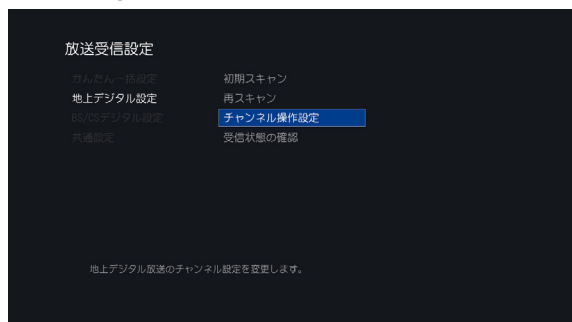 放送受信設定
かんたん一括設定
初期スキャン
地上デジタル設定
再スキャン
BS/CSデジタル設定
チャンネル操作設定
共通設定
受信状態の確認
地上デジタル放送のチャンネル設定を変更します。